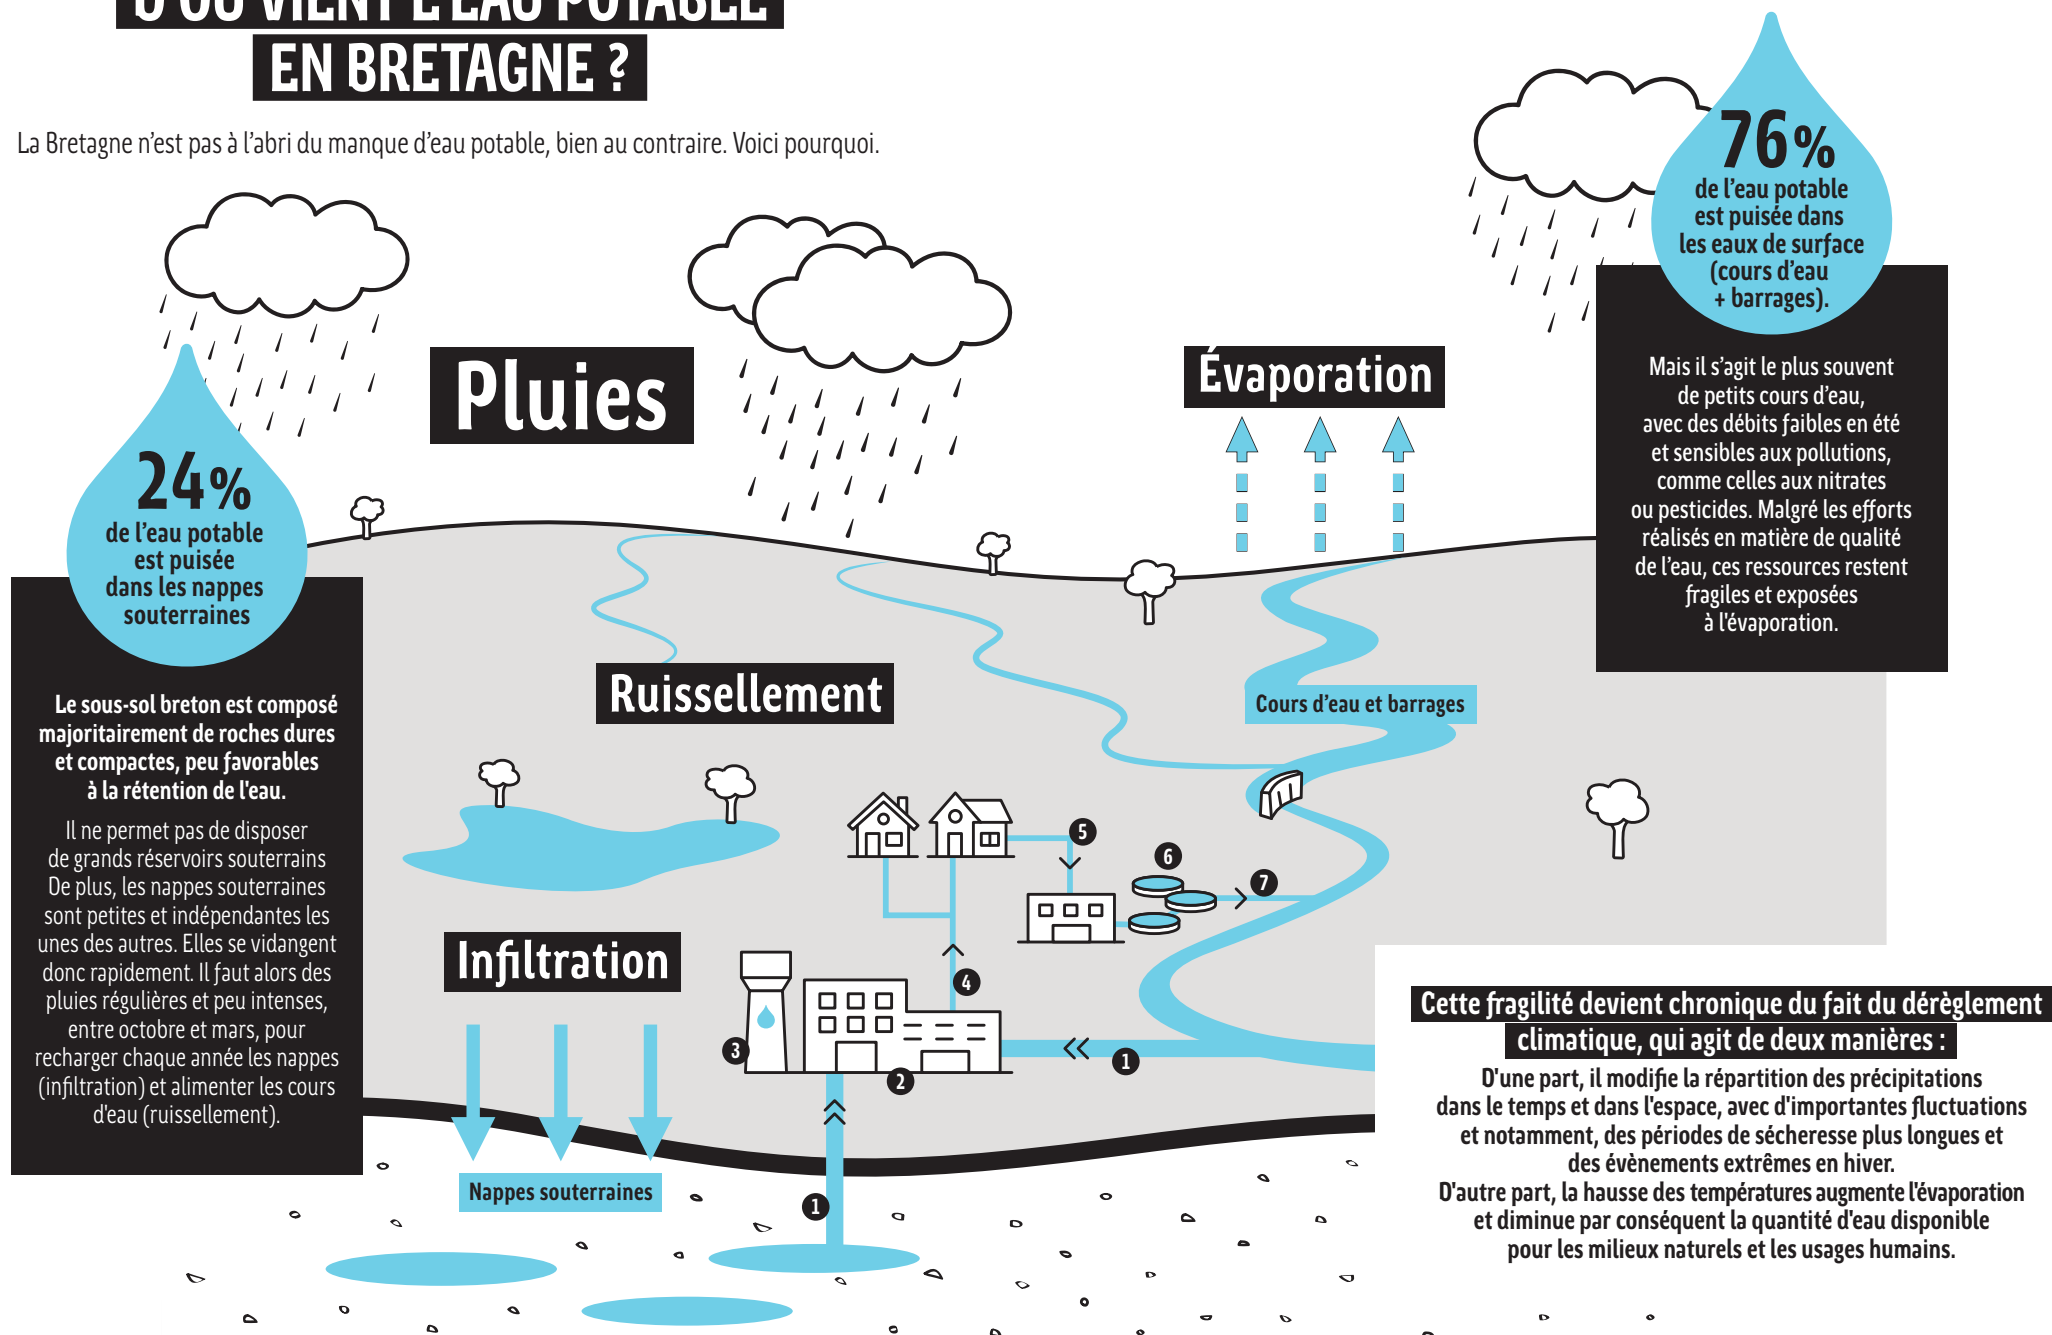 D'OÙ VIENT L'EAU POTABLE
EN BRETAGNE ?
La Bretagne n’est pas à l’abri du manque d’eau potable, bien au contraire. Voici pourquoi.
76%
de l’eau potable
est puisée dans
les eaux de surface
(cours d’eau
+ barrages).
Mais il s’agit le plus souvent
de petits cours d’eau,
avec des débits faibles en été
et sensibles aux pollutions,
comme celles aux nitrates
ou pesticides. Malgré les efforts
réalisés en matière de qualité
de l’eau, ces ressources restent
fragiles et exposées
à l'évaporation.
Pluies
Évaporation
24%
de l’eau potable
est puisée
dans les nappes
souterraines
Le sous-sol breton est composé
majoritairement de roches dures
et compactes, peu favorables
à la rétention de l'eau.
Il ne permet pas de disposer
de grands réservoirs souterrains
De plus, les nappes souterraines
sont petites et indépendantes les
unes des autres. Elles se vidangent
donc rapidement. Il faut alors des
pluies régulières et peu intenses,
entre octobre et mars, pour
recharger chaque année les nappes
(infiltration) et alimenter les cours
d'eau (ruissellement).
Ruissellement
Cours d’eau et barrages
5
6
7
Infiltration
4
3
2
1
Nappes souterraines
1
Cette fragilité devient chronique du fait du dérèglement
climatique, qui agit de deux manières :
D'une part, il modifie la répartition des précipitations
dans le temps et dans l'espace, avec d'importantes fluctuations
et notamment, des périodes de sécheresse plus longues et
des évènements extrêmes en hiver.
D'autre part, la hausse des températures augmente l'évaporation
et diminue par conséquent la quantité d'eau disponible
pour les milieux naturels et les usages humains.